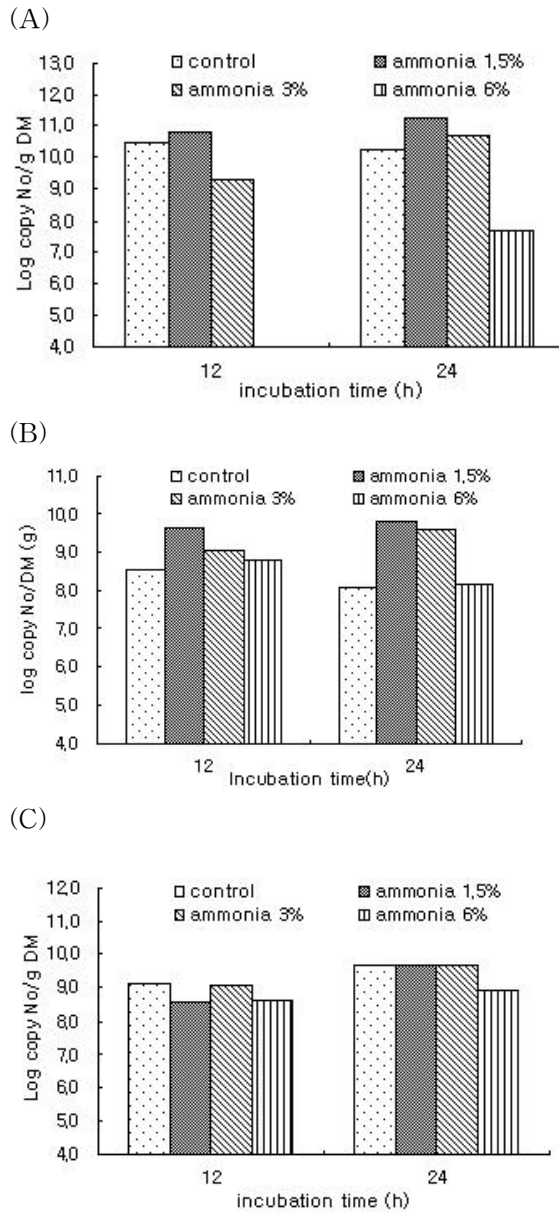 (A)
13,0
12,0
11,0
10,0
9,0
8,0
7,0
6,0
5,0
4,0
Log copy No/g DM
control
ammonia 1,5%
ammonia 3%
ammonia 6%
12
24
incubation time (h)
(B)
11,0
10,0
9,0
8,0
7,0
6,0
5,0
4,0
log copy No/DM (g)
control
ammonia 1,5%
ammonia 3%
ammonia 6%
12
24
Incubation time(h)
(C)
12,0
11,0
10,0
9,0
8,0
7,0
6,0
5,0
4,0
Log copy No/g DM
control
ammonia 1,5%
ammonia 3%
ammonia 6%
12
24
incubation time (h)